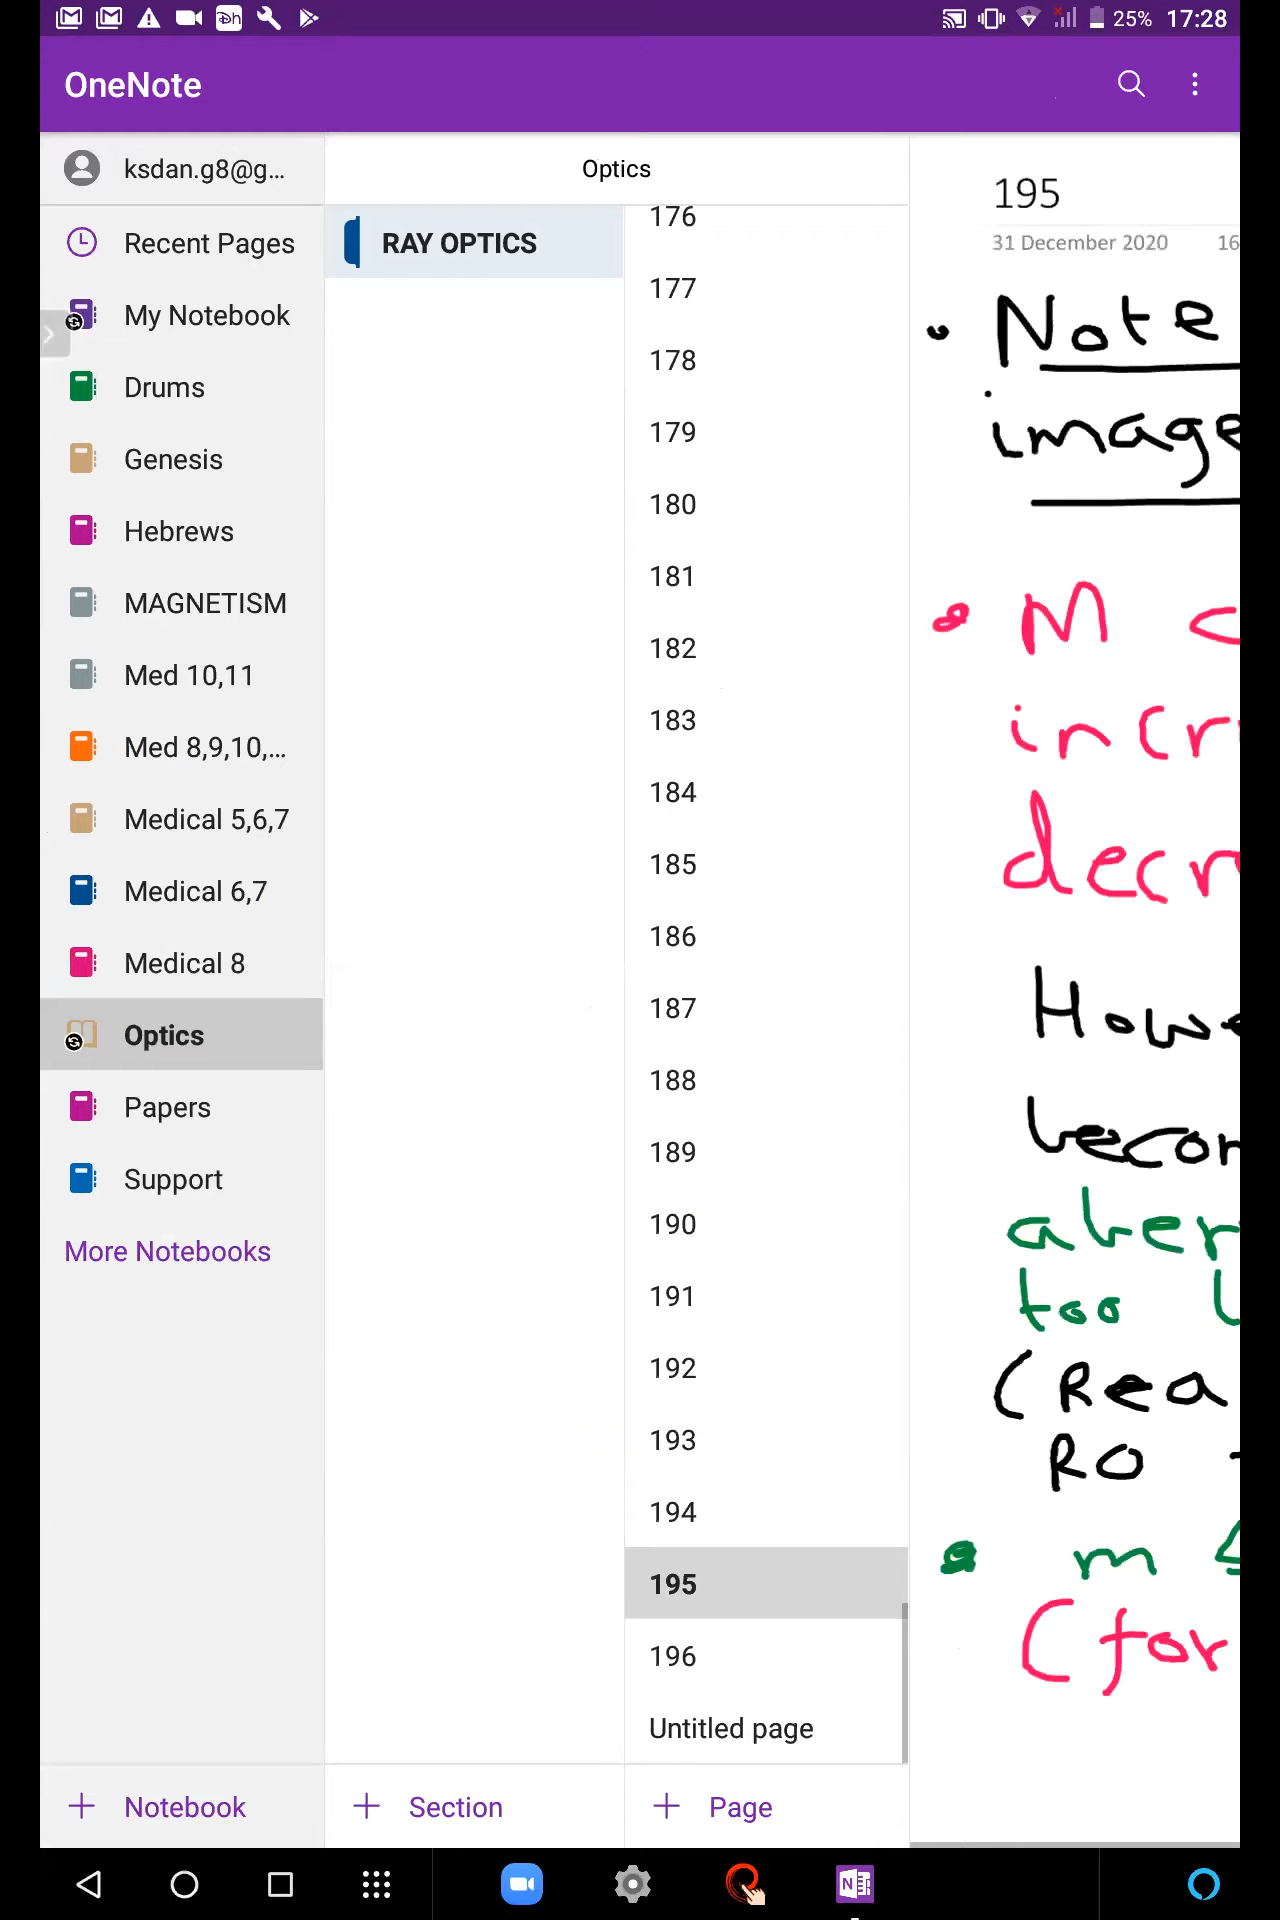 25% 17:28
OneNote
ksdan.g8@g...
Optics
Recent Pages
My Notebook
Drums
Genesis
Hebrews
MAGNETISM
Med 10,11
Med 8,9,10,...
Medical 5,6,7
Medical 6,7
Medical 8
Optics
Papers
Support
More Notebooks
+ Notebook
RAY OPTICS
+ Section
176
177
178
179
180
181
182
183
184
185
186
187
188
189
190
191
192
193
194
195
196
Untitled page
+ Page
195
31 December 2020 16
• Note
image
• M
incr
decr
How
becom
aber
too
(Rea
RO
• m
(for